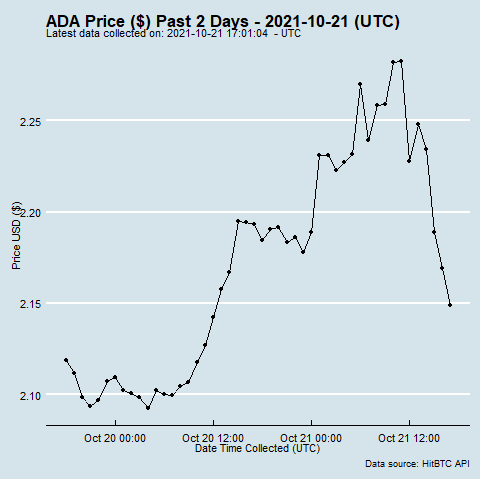 ADA Price ($) Past 2 Days - 2021-10-21 (UTC)
Latest data collected on: 2021-10-21 17:01:04 - UTC
2.25
2.20
2.15
2.10
Price USD ($)
Oct 20 00:00 Oct 20 12:00 Oct 21 00:00 Oct 21 12:00
Date Time Collected (UTC)
Data source: HitBTC API